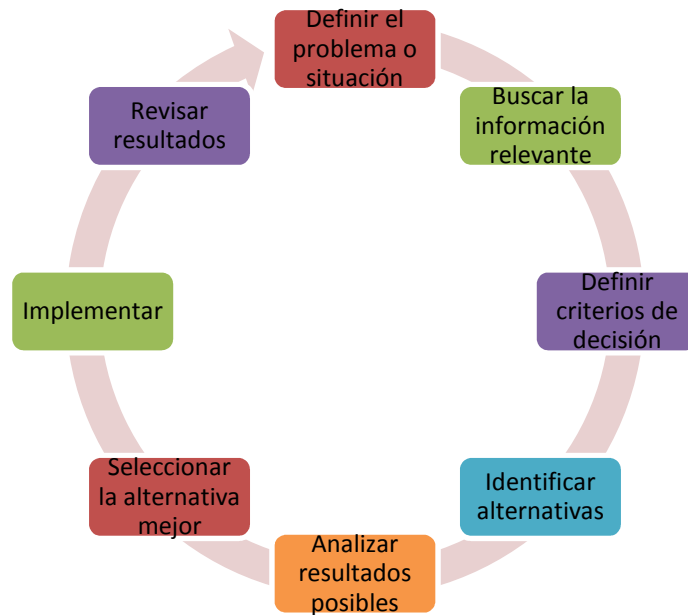 Definir el
problema o
situación
Buscar la
información
relevante
Definir
criterios de
decisión
Identificar
alternativas
Analizar
resultados
posibles
Seleccionar
la alternativa
mejor
Implementar
Revisar
resultados